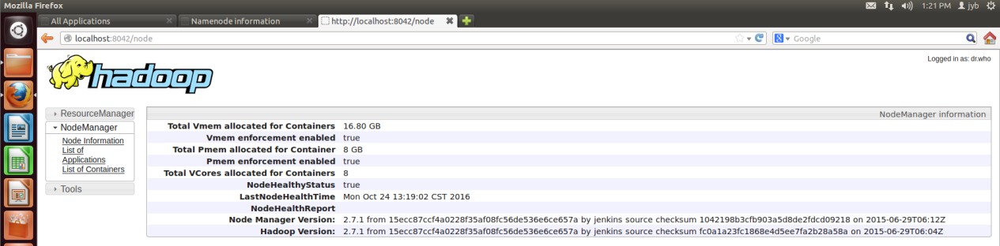 Mozilla Firefox
1:21 PM jyb
All Applications
Namenode information
http://localhost:8042/node
localhost:8042/node
Google
Logged in as: dr.who
hadoop
ResourceManager
NodeManager
Node Information
List of
Applications
List of Containers
Tools
NodeManager information
Total Vmem allocated for Containers 16.80 GB
Vmem enforcement enabled true
Total Pmem allocated for Container 8 GB
Pmem enforcement enabled true
Total VCores allocated for Containers 8
NodeHealthyStatus true
LastNodeHealthTime Mon Oct 24 13:19:02 CST 2016
NodeHealthReport
Node Manager Version: 2.7.1 from 15ecc87ccf4a0228f35af08fc56de536e6ce657a by jenkins source checksum 1042198b3cfb903a5d8de2fdcd09218 on 2015-06-29T06:12Z
Hadoop Version: 2.7.1 from 15ecc87ccf4a0228f35af08fc56de536e6ce657a by jenkins source checksum fc0a1a23fc1868e4d5ee7fa2b28a58a on 2015-06-29T06:04Z